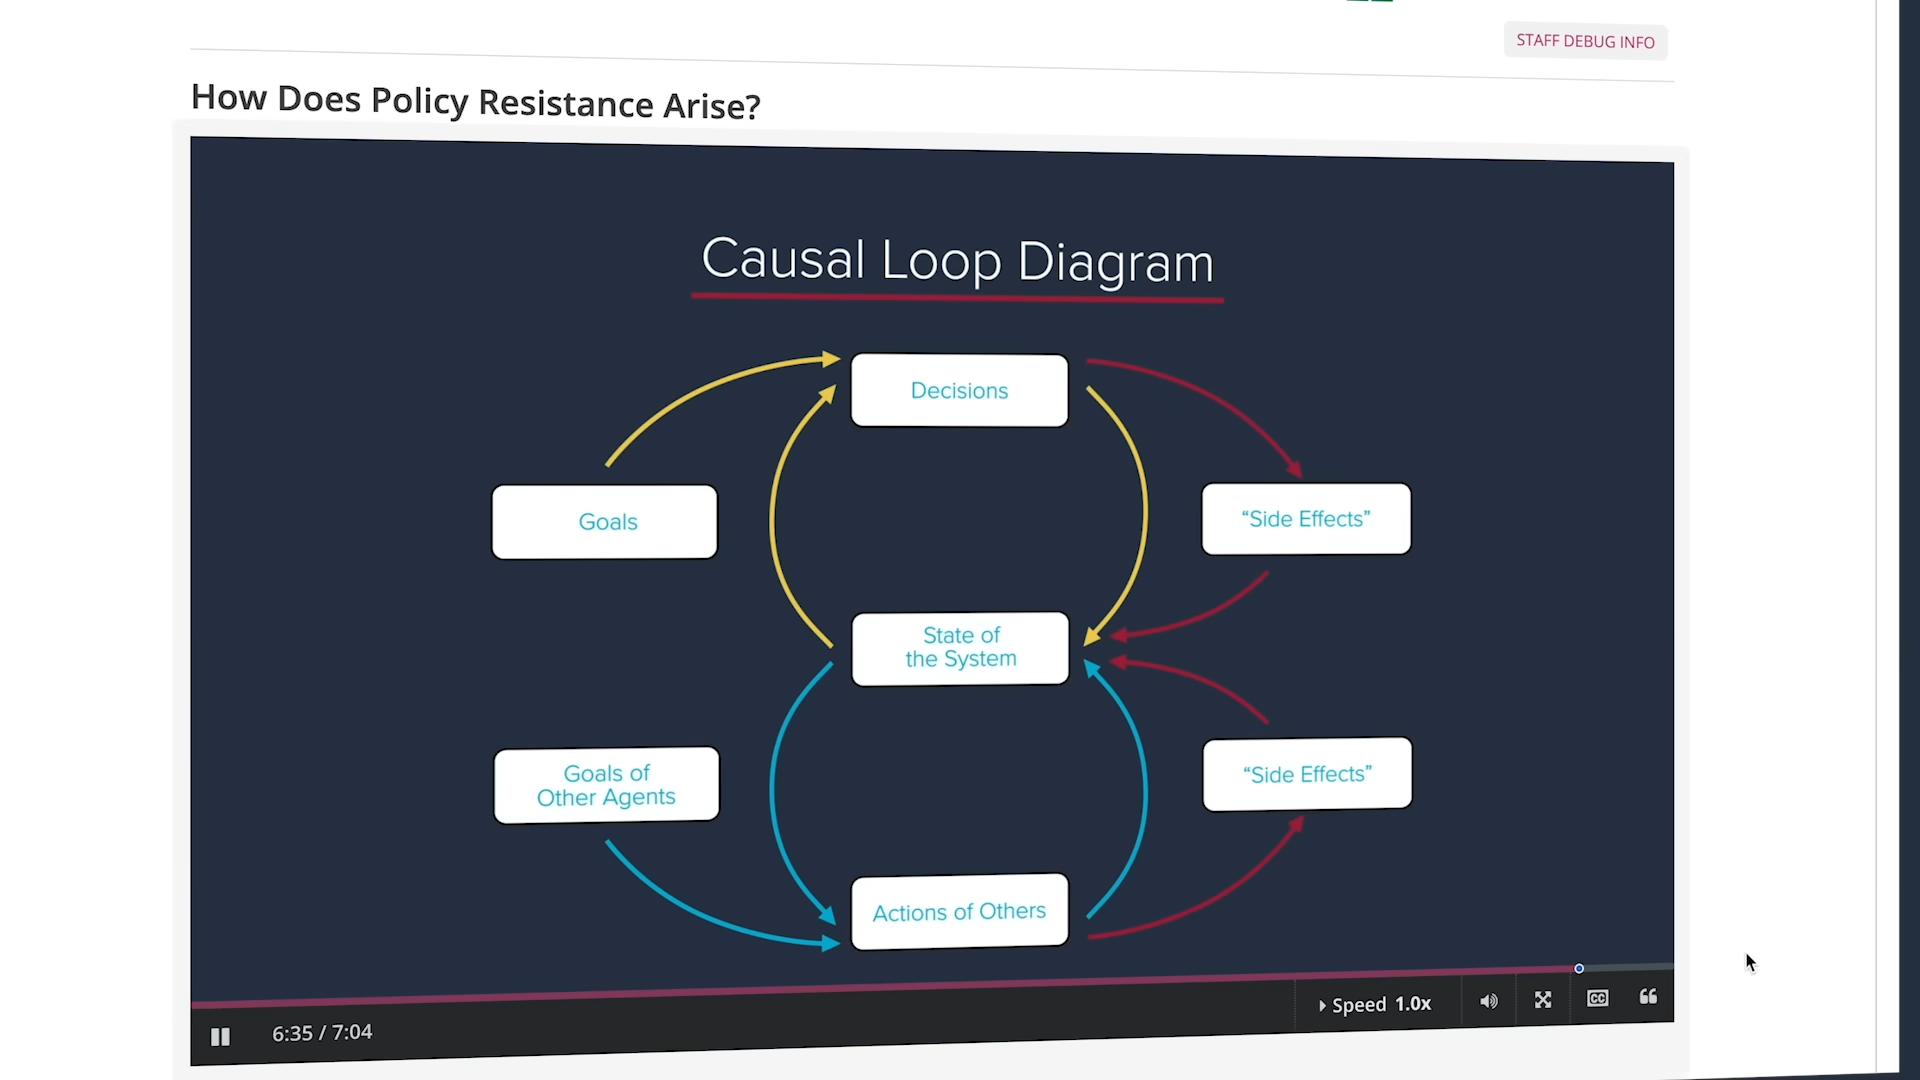 STAFF DEBUG INFO
How Does Policy Resistance Arise?
Causal Loop Diagram
Decisions
Goals
“Side Effects”
State of
the System
Goals of
Other Agents
“Side Effects”
Actions of Others
6:35 / 7:04
Speed 1.0x
CC